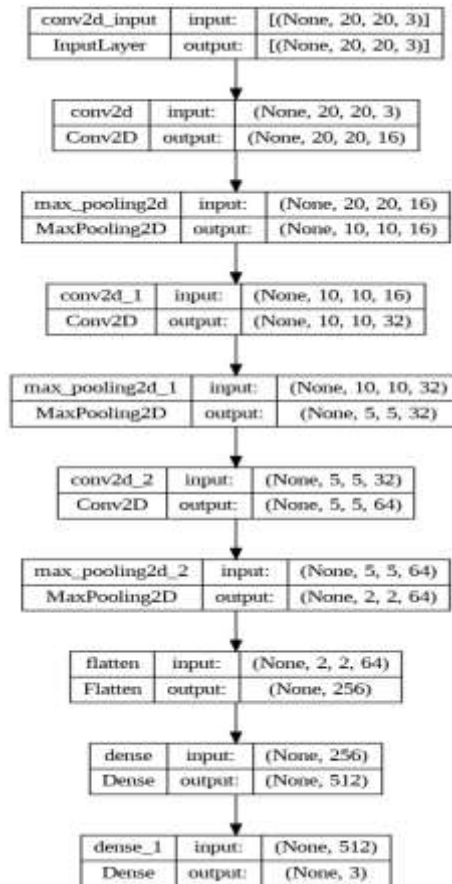 conv2d_input input: [(None, 20, 20, 3)]
InputLayer output: [(None, 20, 20, 3)]
conv2d input: (None, 20, 20, 3)
Conv2D output: (None, 20, 20, 16)
max_pooling2d input: (None, 20, 20, 16)
MaxPooling2D output: (None, 10, 10, 16)
conv2d_1 input: (None, 10, 10, 16)
Conv2D output: (None, 10, 10, 32)
max_pooling2d_1 input: (None, 10, 10, 32)
MaxPooling2D output: (None, 5, 5, 32)
conv2d_2 input: (None, 5, 5, 32)
Conv2D output: (None, 5, 5, 64)
max_pooling2d_2 input: (None, 5, 5, 64)
MaxPooling2D output: (None, 2, 2, 64)
flatten input: (None, 2, 2, 64)
Flatten output: (None, 256)
dense input: (None, 256)
Dense output: (None, 512)
dense_1 input: (None, 512)
Dense output: (None, 3)